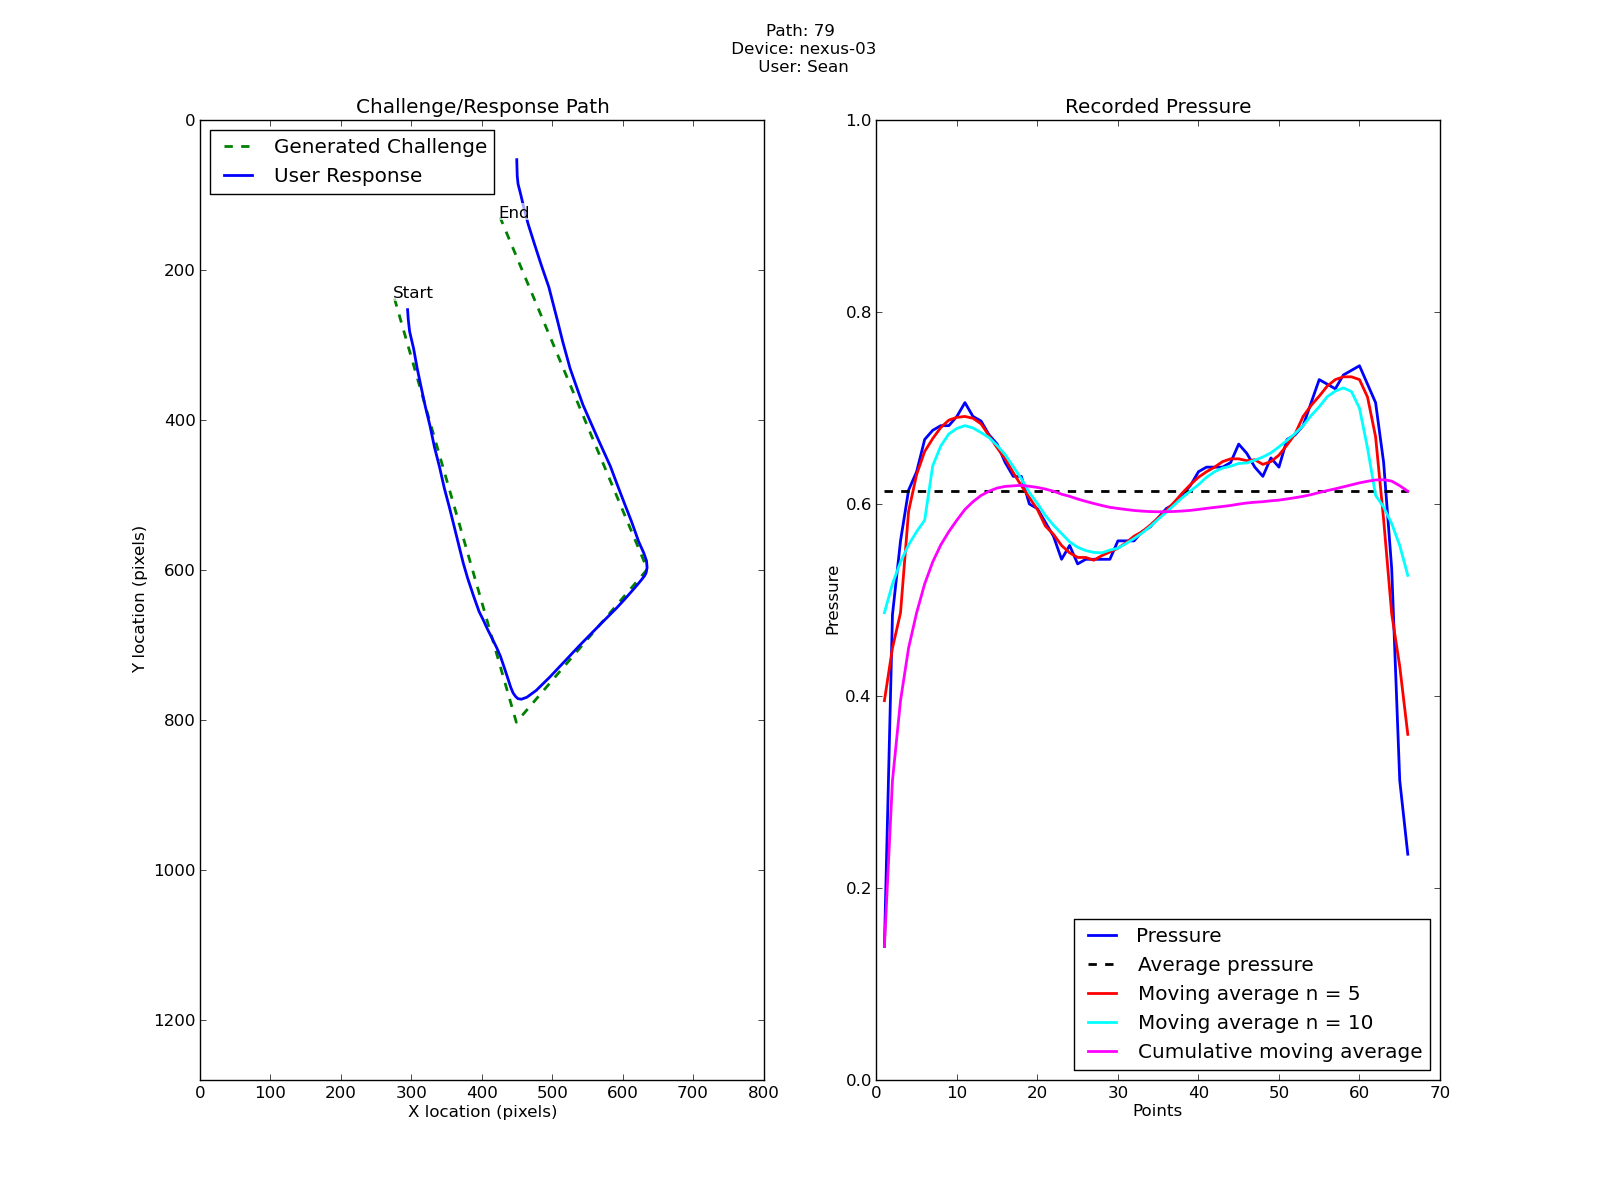 Path: 79
Device: nexus-03
User: Sean
Challenge/Response Path
Generated Challenge
User Response
End
Start
0
200
400
600
800
1000
1200
Y location (pixels)
0 100 200 300 400 500 600 700 800
X location (pixels)
Recorded Pressure
1.0
0.8
0.6
0.4
0.2
0.0
Pressure
Pressure
Average pressure
Moving average n = 5
Moving average n = 10
Cumulative moving average
0 10 20 30 40 50 60 70
Points